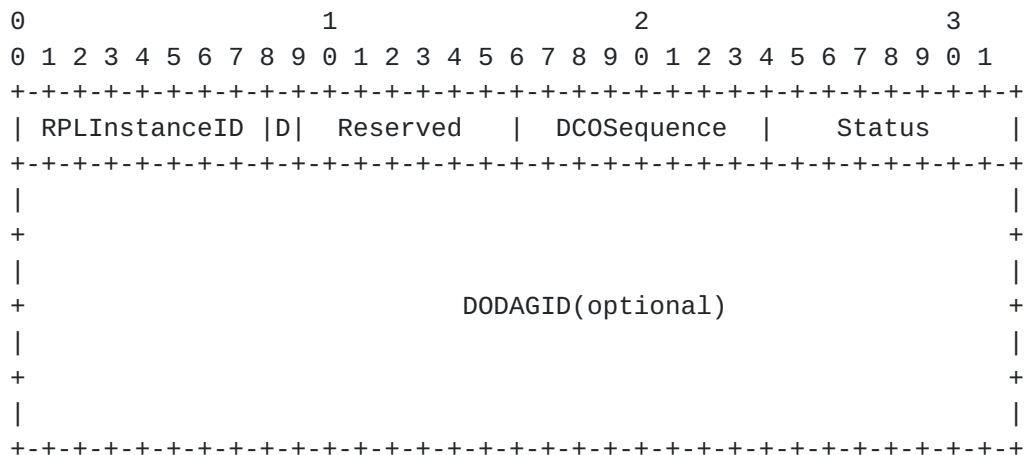 0                   1                   2                   3
0 1 2 3 4 5 6 7 8 9 0 1 2 3 4 5 6 7 8 9 0 1 2 3 4 5 6 7 8 9 0 1
+-+-+-+-+-+-+-+-+-+-+-+-+-+-+-+-+-+-+-+-+-+-+-+-+-+-+-+-+-+-+-+-+
| RPLInstanceID |D|  Reserved   |  DCOSequence  |    Status     |
+-+-+-+-+-+-+-+-+-+-+-+-+-+-+-+-+-+-+-+-+-+-+-+-+-+-+-+-+-+-+-+-+
|                                                               |
+                                                               +
|                                                               |
+                            DODAGID(optional)                  +
|                                                               |
+                                                               +
|                                                               |
+-+-+-+-+-+-+-+-+-+-+-+-+-+-+-+-+-+-+-+-+-+-+-+-+-+-+-+-+-+-+-+-+